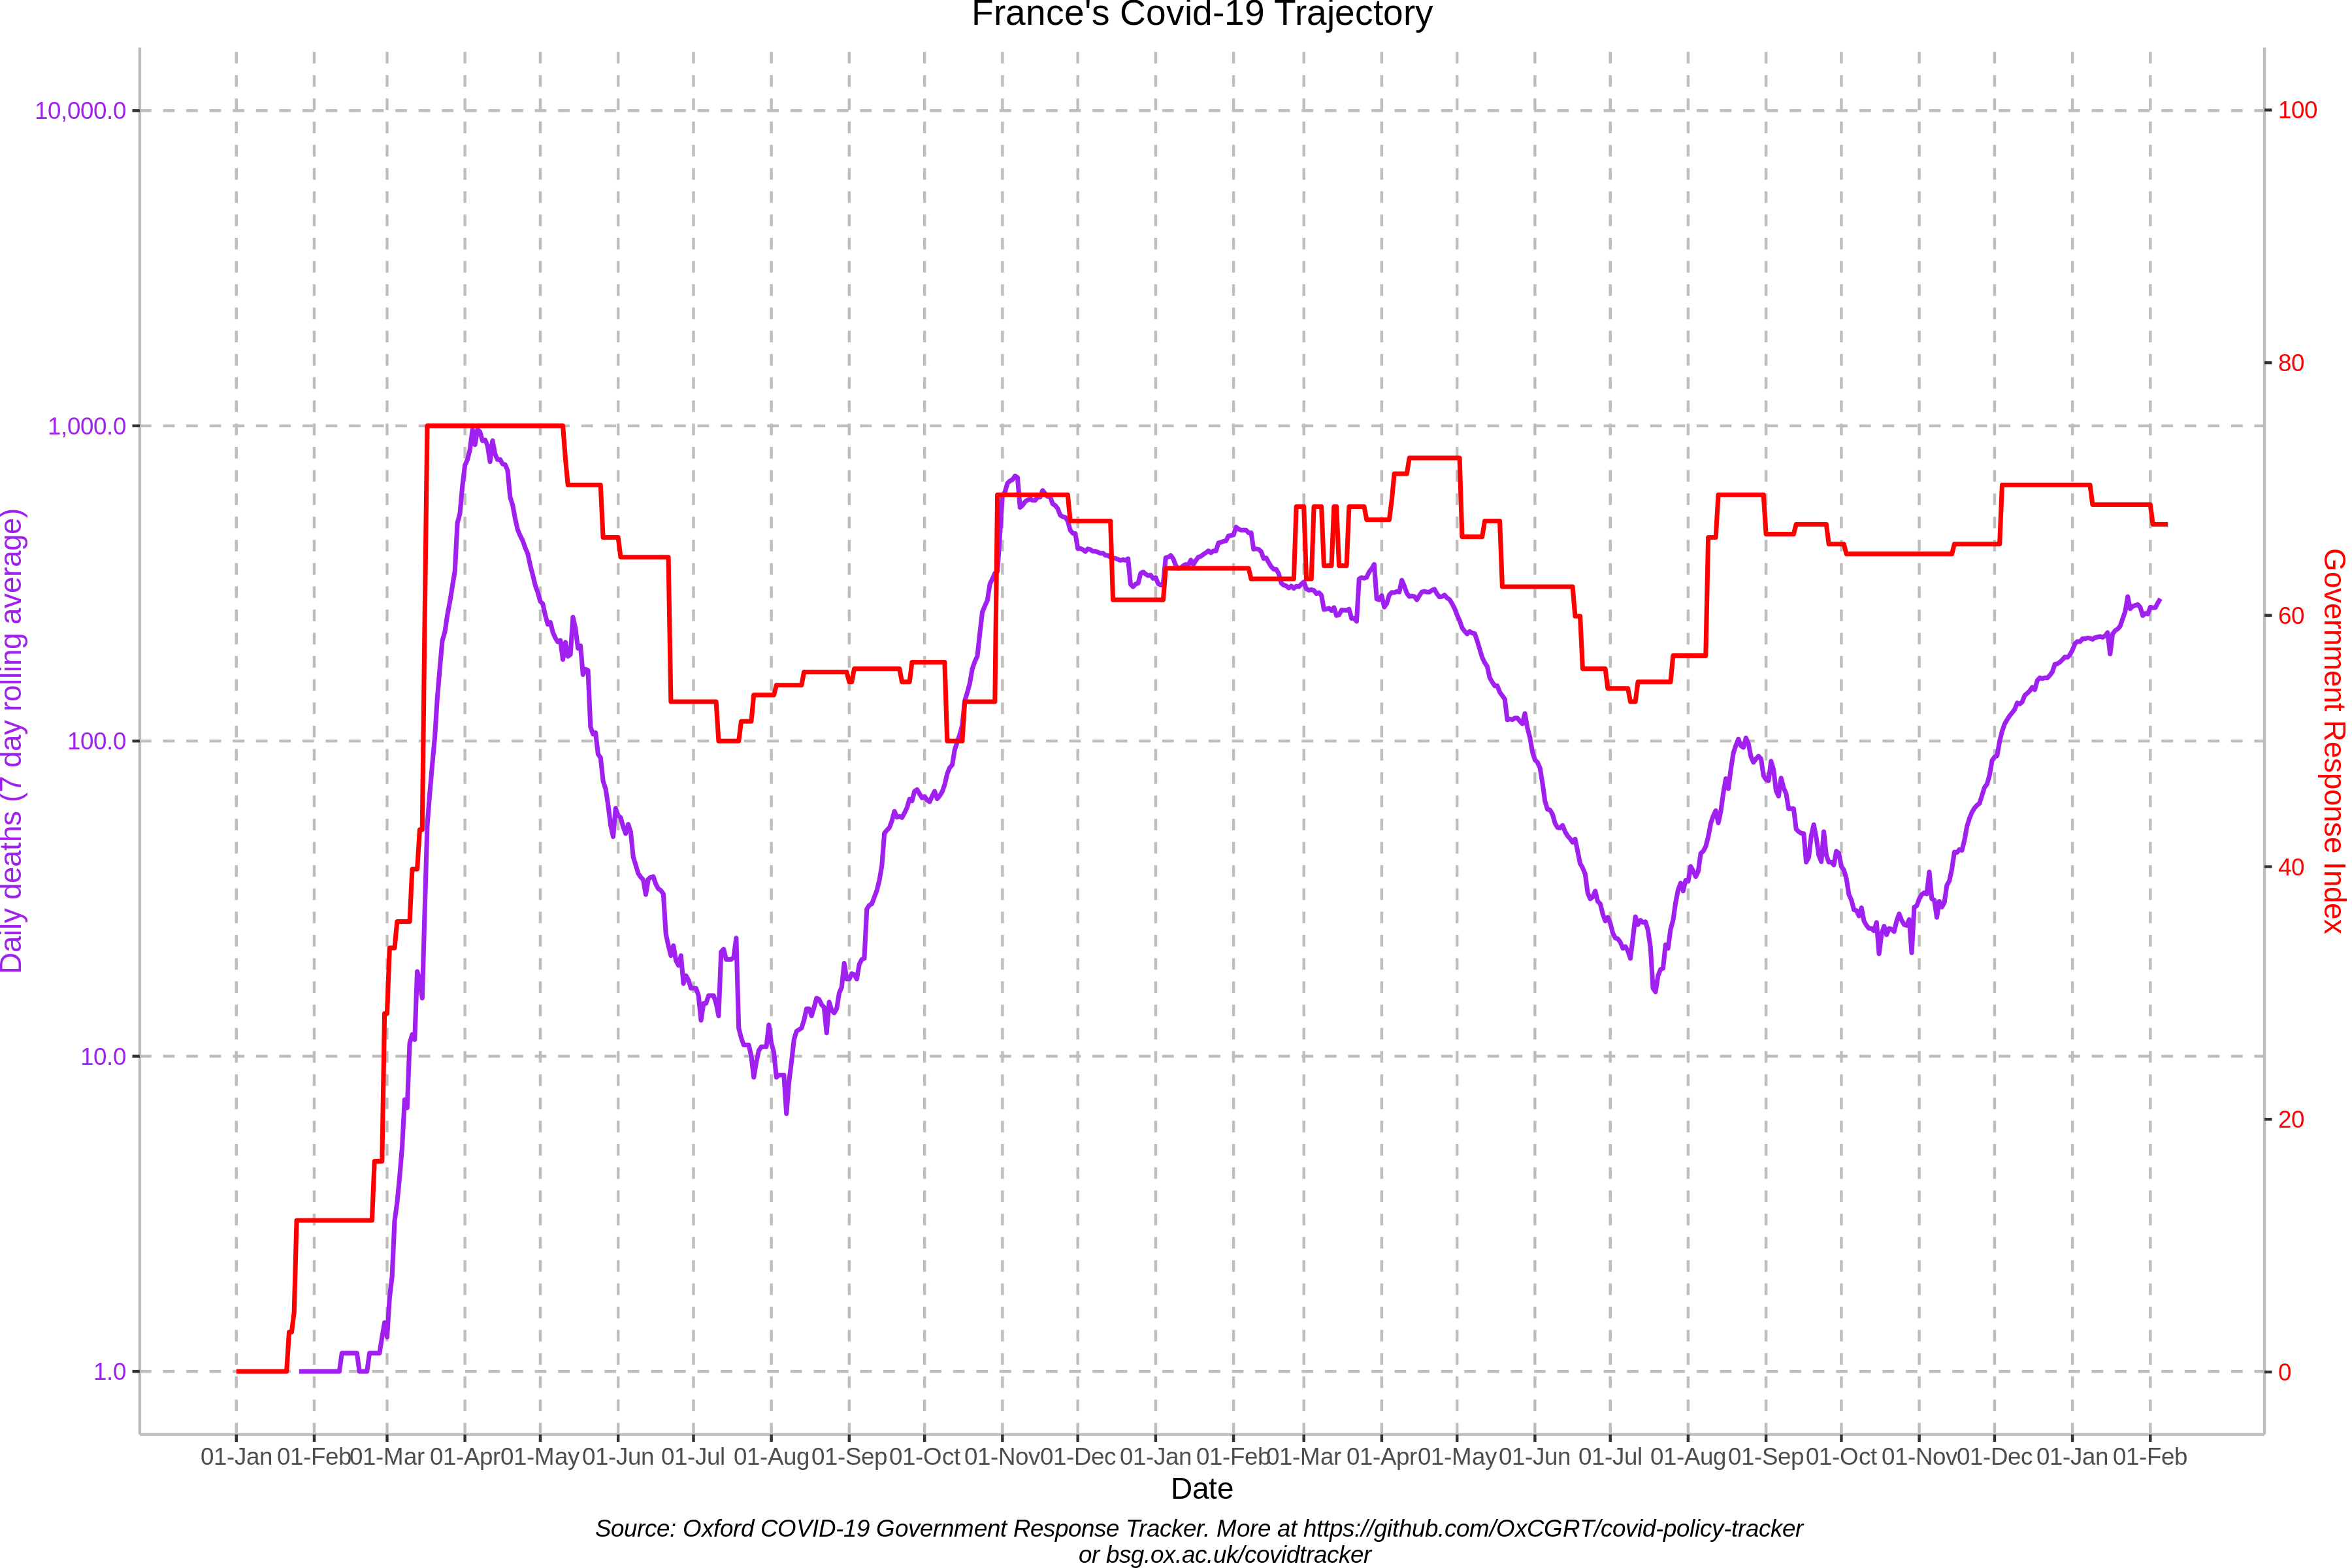 France's Covid-19 Trajectory
10,000.0
1,000.0
100.0
10.0
1.0
Daily deaths (7 day rolling average)
100
80
60
40
20
0
Government Response Index
01-Jan 01-Feb 01-Mar 01-Apr 01-May 01-Jun 01-Jul 01-Aug 01-Sep 01-Oct 01-Nov 01-Dec 01-Jan 01-Feb 01-Mar 01-Apr 01-May 01-Jun 01-Jul 01-Aug 01-Sep 01-Oct 01-Nov 01-Dec 01-Jan 01-Feb
Date
Source: Oxford COVID-19 Government Response Tracker. More at https://github.com/OxCGRT/covid-policy-tracker
or bsg.ox.ac.uk/covidtracker